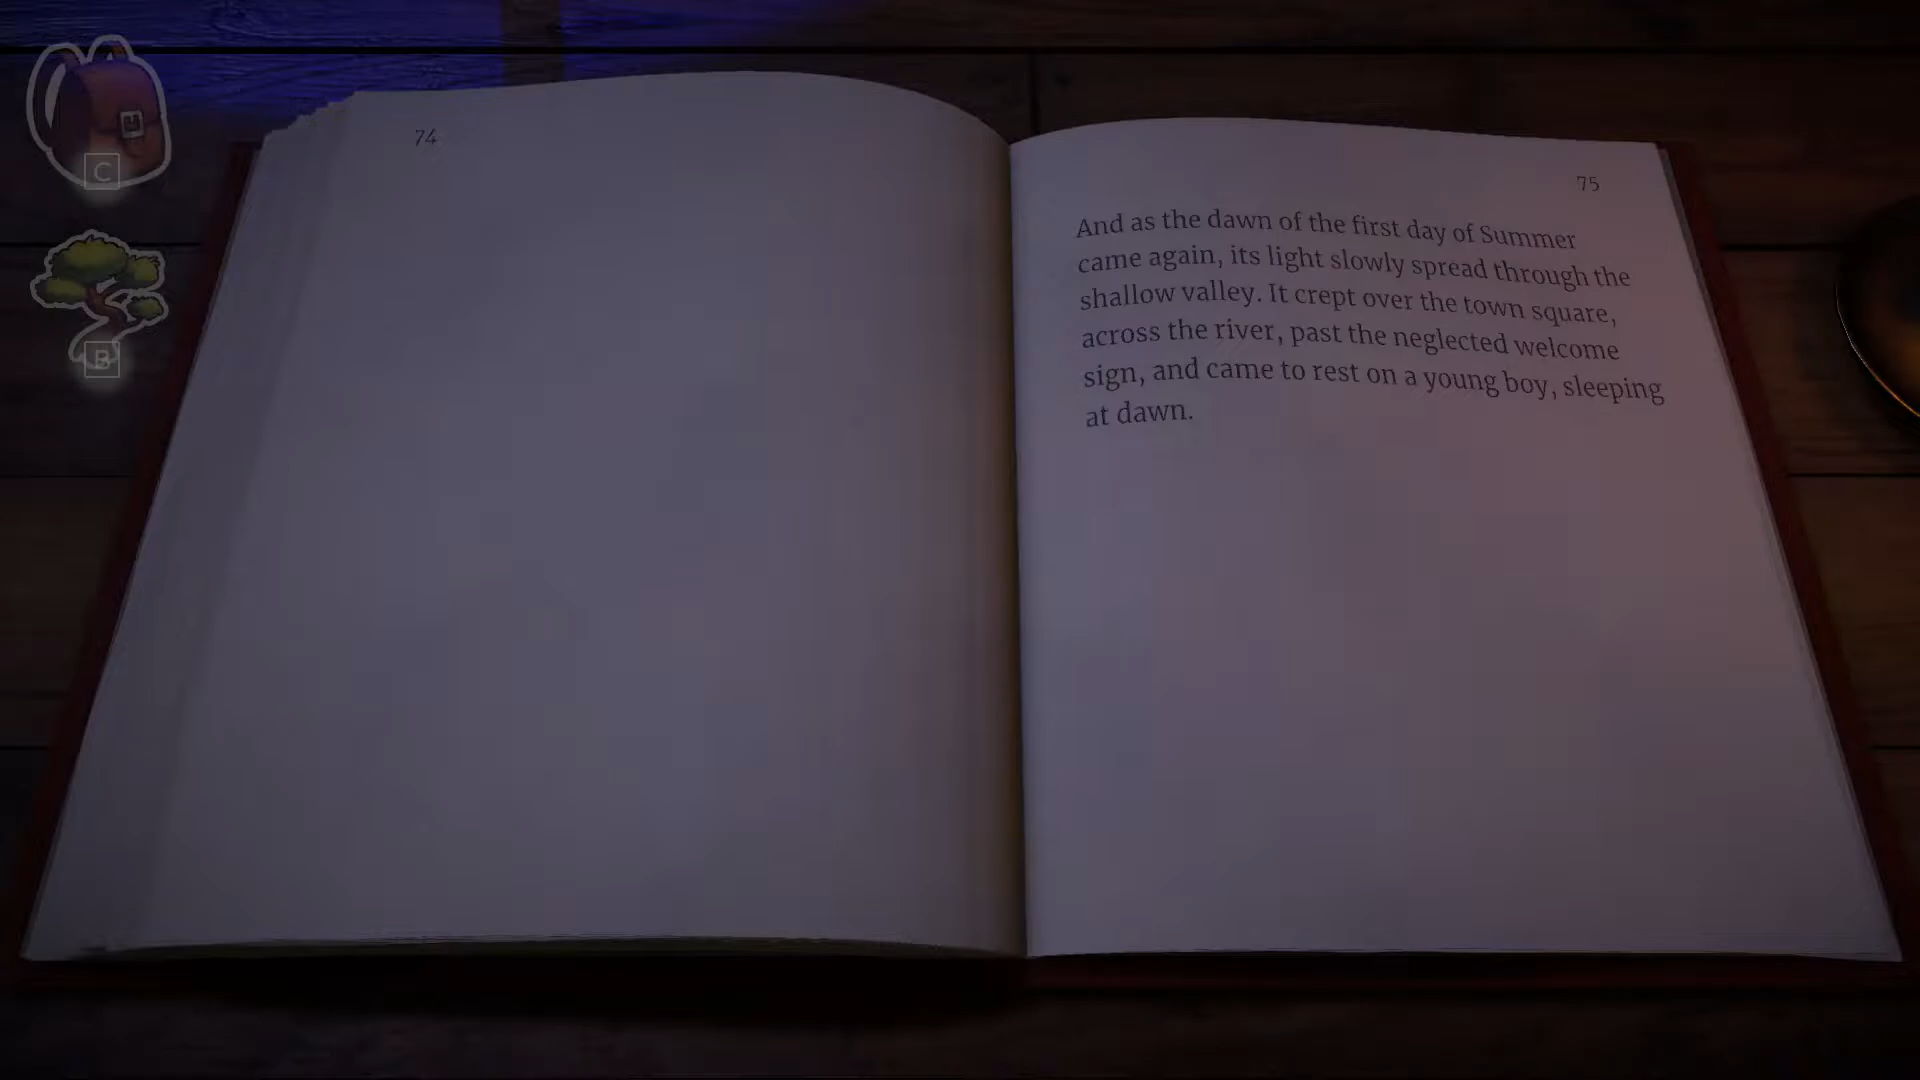 C
B
74
75
And as the dawn of the first day of Summer
came again, its light slowly spread through the
shallow valley. It crept over the town square,
across the river, past the neglected welcome
sign, and came to rest on a young boy, sleeping
at dawn.